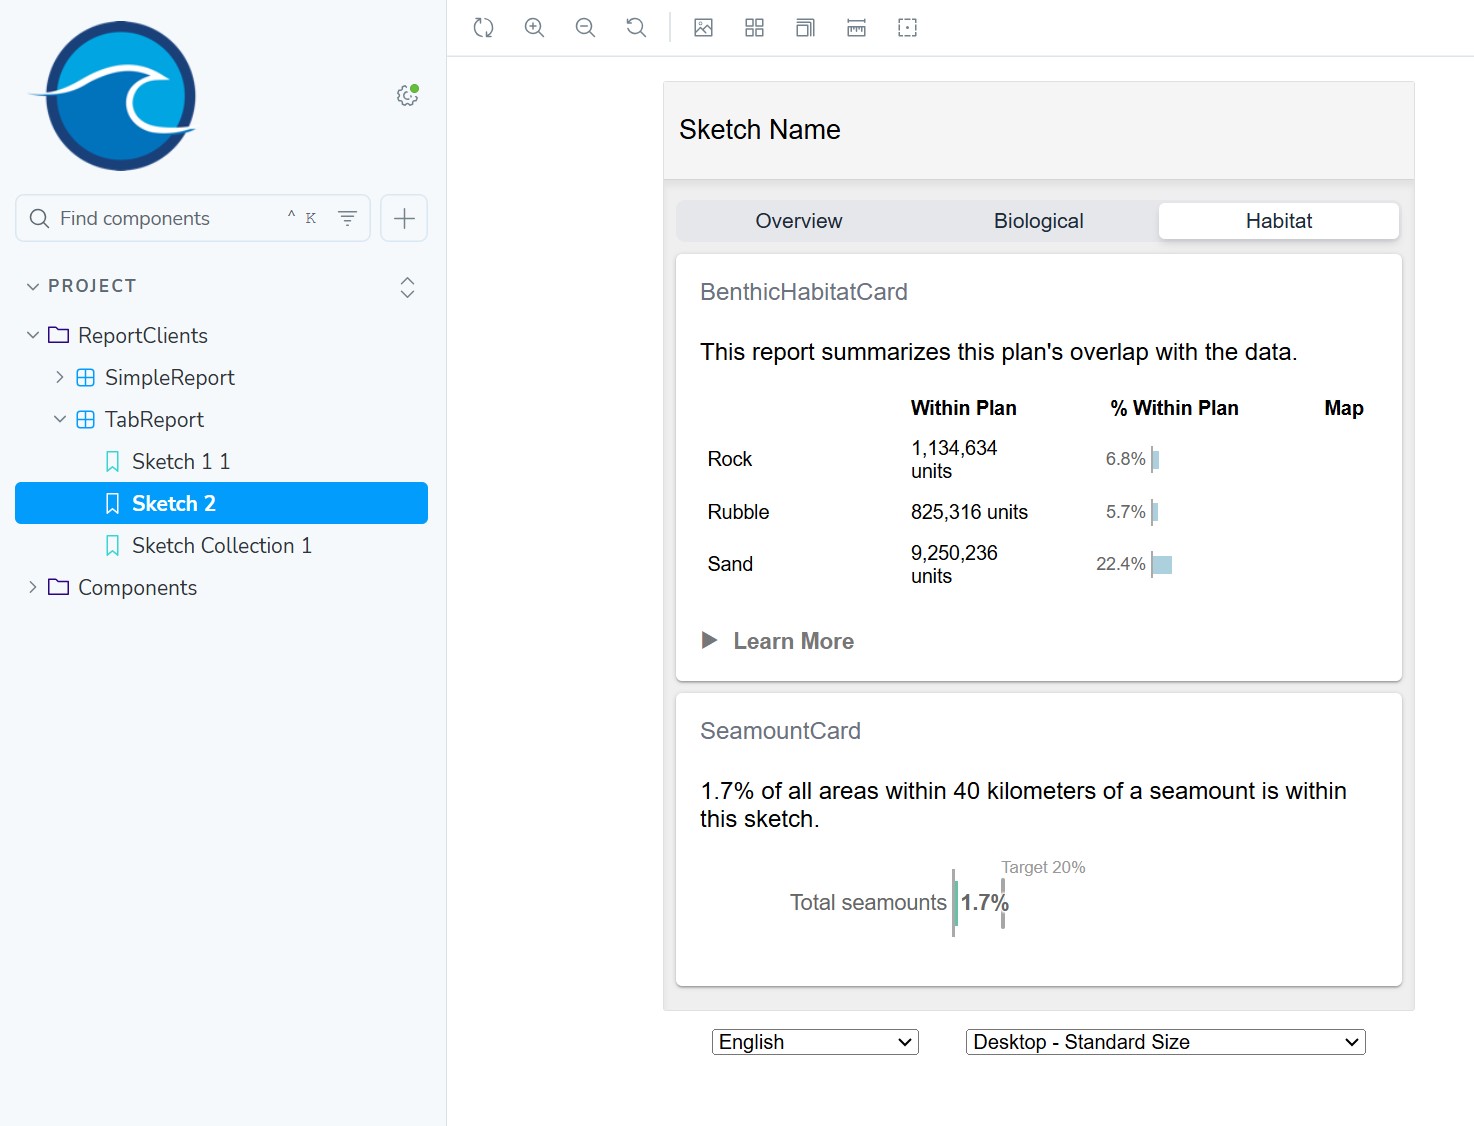 Find components
^ K
PROJECT
ReportClients
SimpleReport
TabReport
Sketch 1 1
Sketch 2
Sketch Collection 1
Components
Sketch Name
Overview Biological Habitat
BenthicHabitatCard
This report summarizes this plan's overlap with the data.
Within Plan % Within Plan Map
Rock 1,134,634 units 6.8%
Rubble 825,316 units 5.7%
Sand 9,250,236 units 22.4%
Learn More
SeamountCard
1.7% of all areas within 40 kilometers of a seamount is within
this sketch.
Target 20%
Total seamounts 1.7%
English Desktop - Standard Size